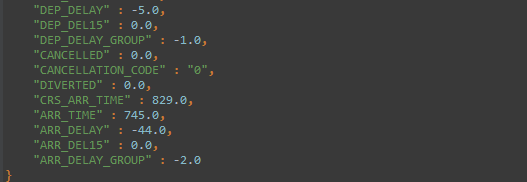 "DEP_DELAY" : -5.0,
"DEP_DEL15" : 0.0,
"DEP_DELAY_GROUP" : -1.0,
"CANCELLED" : 0.0,
"CANCELLATION_CODE" : "0",
"DIVERTED" : 0.0,
"CRS_ARR_TIME" : 829.0,
"ARR_TIME" : 745.0,
"ARR_DELAY" : -44.0,
"ARR_DEL15" : 0.0,
"ARR_DELAY_GROUP" : -2.0
}